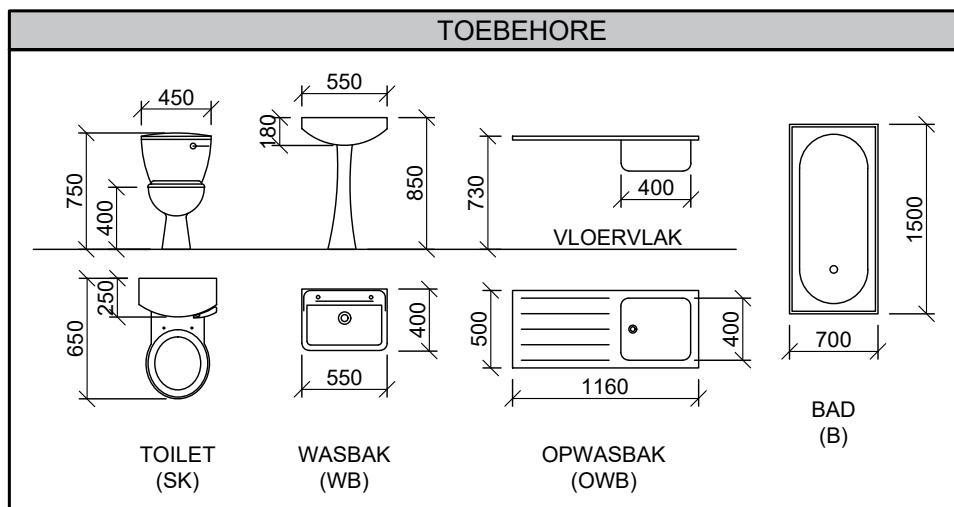 TOEBEHORE
450
550
180
750
400
850
730
400
VLOERVLAK
1500
250
650
400
550
500
400
1160
700
TOILET
(SK)
WASBAK
(WB)
OPWASBAK
(OWB)
BAD
(B)